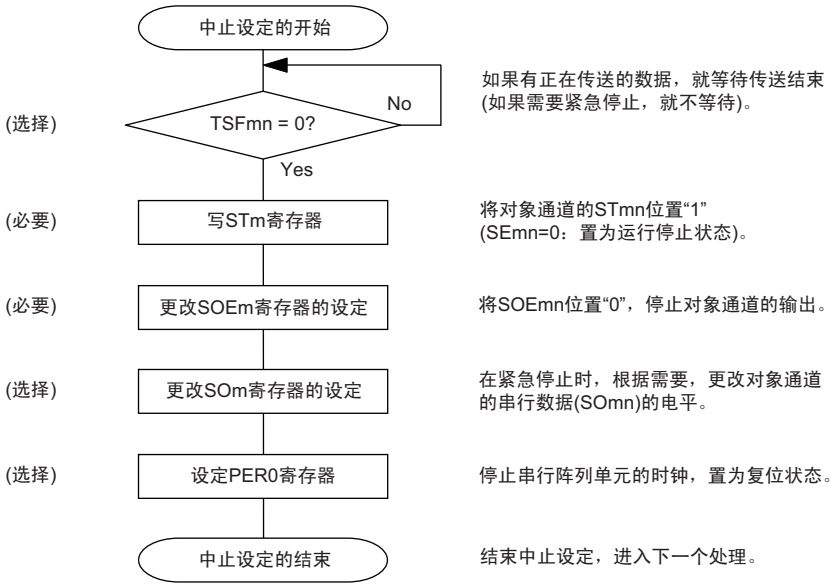 中止设定的开始
如果有正在传送的数据，就等待传送结束
(如果需要紧急停止，就不等待)。
No
(选择)
TSFmn = 0?
Yes
(必要)
写STm寄存器
将对象通道的STmn位置“1”
(SEmn=0：置为运行停止状态)。
(必要)
更改SOEm寄存器的设定
将SOEmn位置“0”，停止对象通道的输出。
(选择)
更改SOm寄存器的设定
在紧急停止时，根据需要，更改对象通道
的串行数据(SOmn)的电平。
(选择)
设定PER0寄存器
停止串行阵列单元的时钟，置为复位状态。
中止设定的结束
结束中止设定，进入下一个处理。